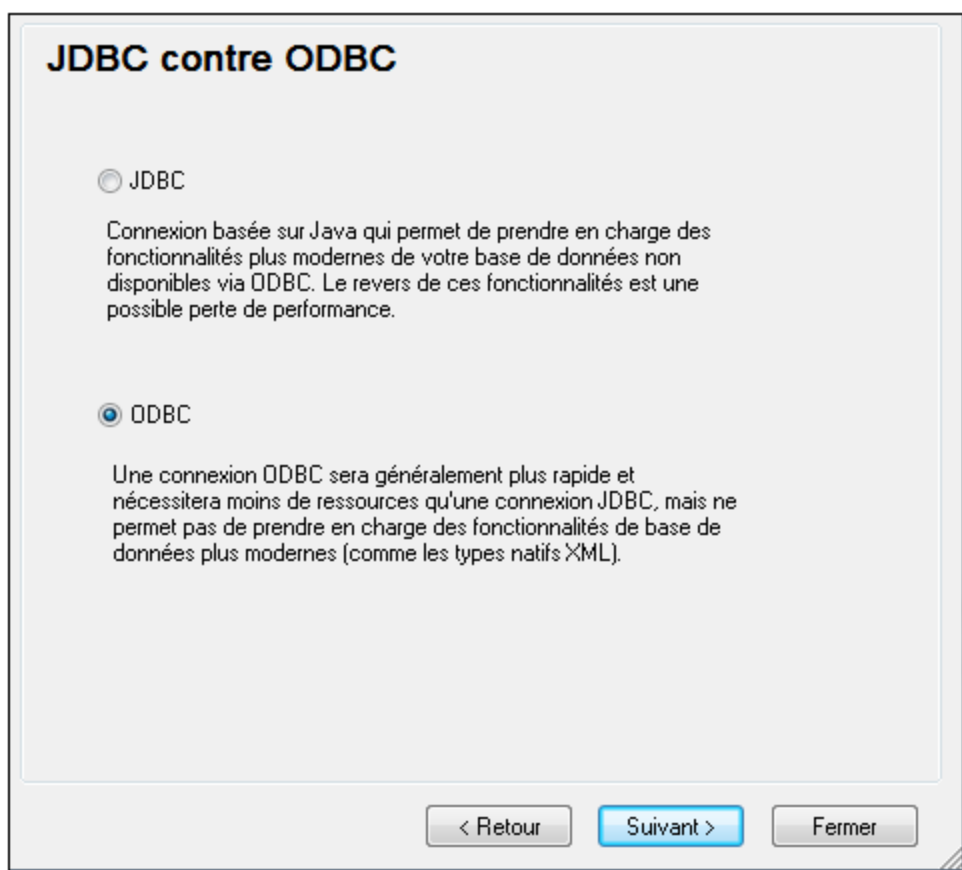 JDBC contre ODBC
JDBC
Connexion basée sur Java qui permet de prendre en charge des
fonctionnalités plus modernes de votre base de données non
disponibles via ODBC. Le revers de ces fonctionnalités est une
possible perte de performance.
ODBC
Une connexion ODBC sera généralement plus rapide et
nécessitera moins de ressources qu'une connexion JDBC, mais ne
permet pas de prendre en charge des fonctionnalités de base de
données plus modernes (comme les types natifs XML).
< Retour Suivant > Fermer